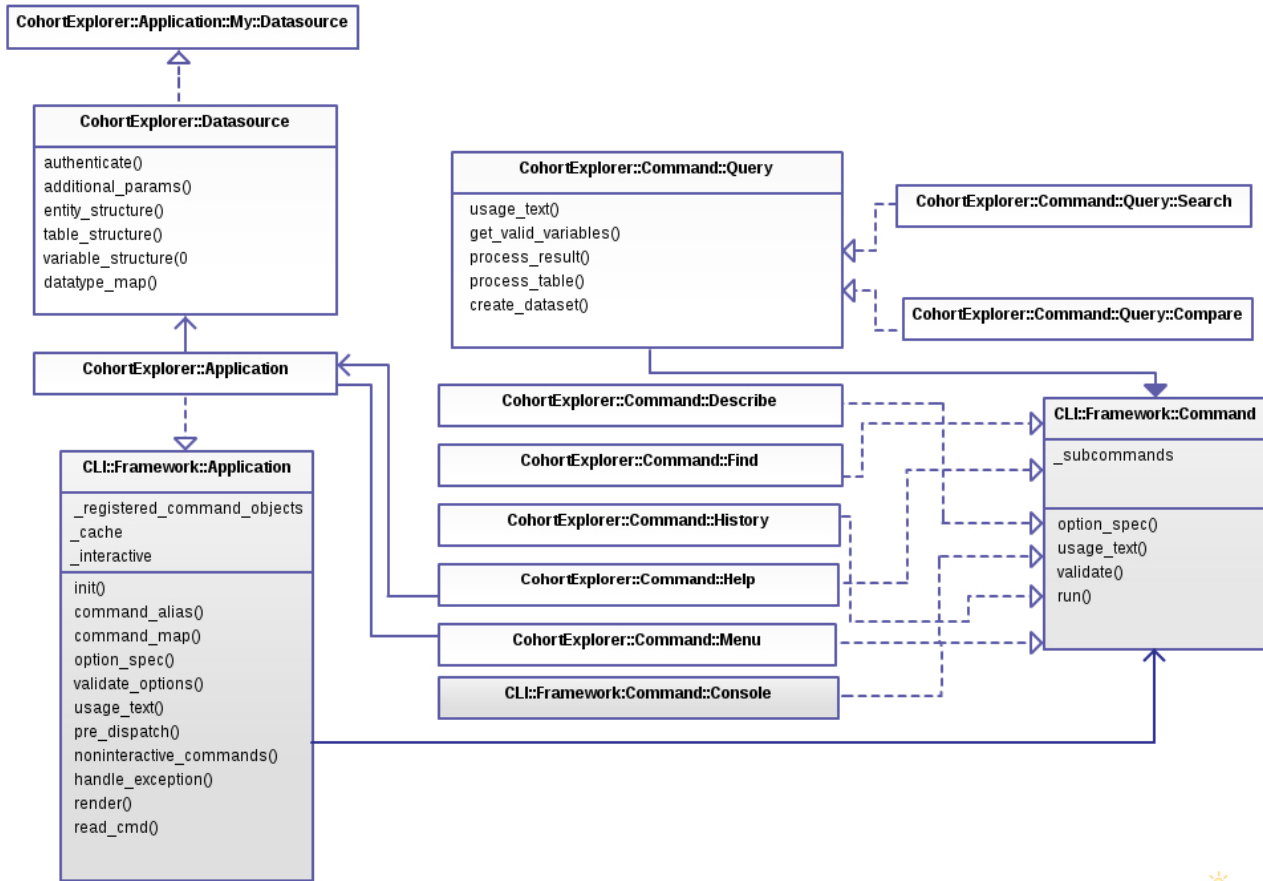 CohortExplorer::Application::My::Datasource
CohortExplorer::Datasource
authenticate()
additional_params()
entity_structure()
table_structure()
variable_structure(0
datatype_map()
CohortExplorer::Application
CLI::Framework::Application
_registered_command_objects
_cache
_interactive
init()
command_alias()
command_map()
option_spec()
validate_options()
usage_text()
pre_dispatch()
noninteractive_commands()
handle_exception()
render()
read_cmd()
CohortExplorer::Command::Query
usage_text()
get_valid_variables()
process_result()
process_table()
create_dataset()
CohortExplorer::Command::Query::Search
CohortExplorer::Command::Query::Compare
CohortExplorer::Command::Describe
CohortExplorer::Command::Find
CohortExplorer::Command::History
CohortExplorer::Command::Help
CohortExplorer::Command::Menu
CLI::Framework:Command::Console
CLI::Framework::Command
_subcommands
option_spec()
usage_text()
validate()
run()